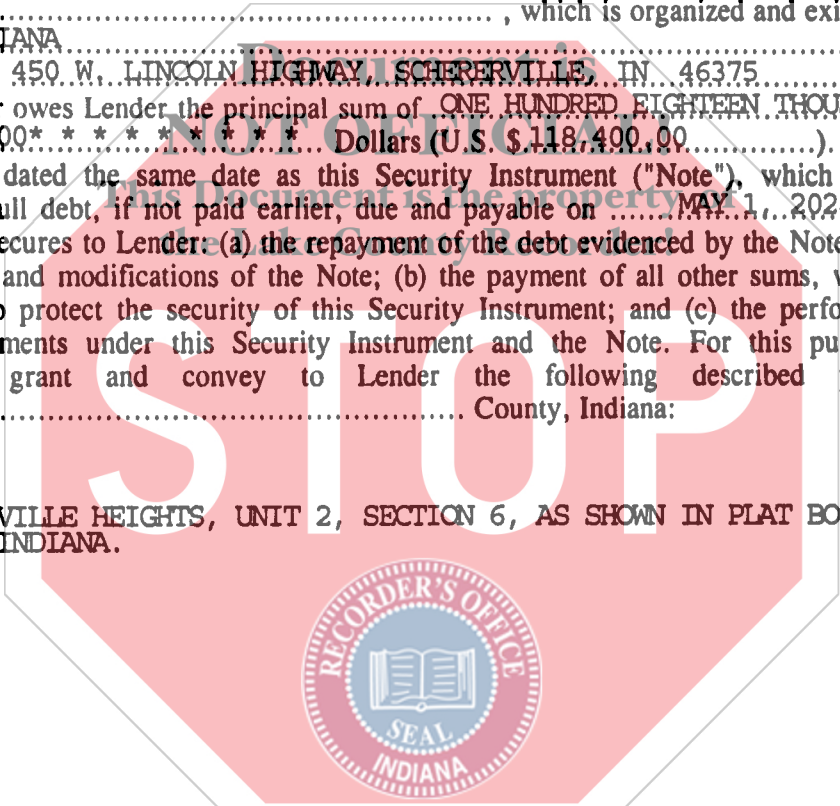 , which is organized and exi
IANA
450 W. LINCOLN HIGHWAY, SCHERERVILLE, IN 46375
owes Lender the principal sum of ONE HUNDRED EIGHTEEN THOU
00* * * * * * * * * * Dollars (U.S. $ 118,400.00 ).
dated the same date as this Security Instrument ("Note"), which
ull debt, if not paid earlier, due and payable on MAY 1, 202
ecures to Lender: (a) the repayment of the debt evidenced by the Note
and modifications of the Note; (b) the payment of all other sums, w
o protect the security of this Security Instrument; and (c) the perfo
ments under this Security Instrument and the Note. For this pu
grant and convey to Lender the following described
County, Indiana:
VILLE HEIGHTS, UNIT 2, SECTION 6, AS SHOWN IN PLAT BO
INDIANA.
Document is
NOT OFFICIAL!
This Document is the property of
the Lake County Recorder!
STOP
RECORDER'S OFFICE
SEAL
INDIANA